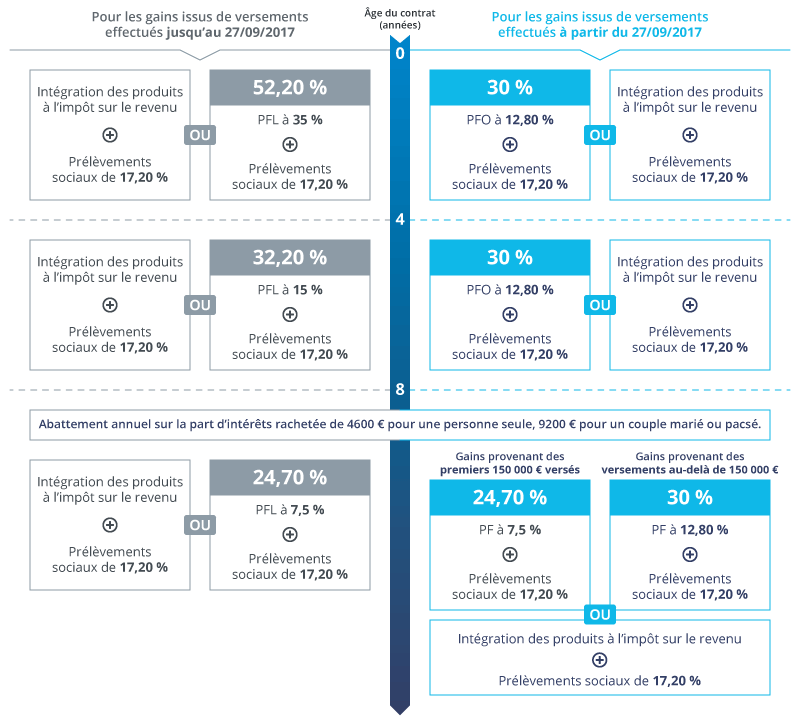 Pour les gains issus de versements
effectués jusqu'au 27/09/2017
Âge du contrat
(années)
Pour les gains issus de versements
effectués à partir du 27/09/2017
0
Intégration des produits
à l'impôt sur le revenu
+
Prélèvements
sociaux de 17,20 %
OU
52,20 %
PFL à 35 %
+
Prélèvements
sociaux de 17,20 %
30 %
PFO à 12,80 %
+
Prélèvements
sociaux de 17,20 %
OU
Intégration des produits
à l'impôt sur le revenu
+
Prélèvements
sociaux de 17,20 %
4
Intégration des produits
à l'impôt sur le revenu
+
Prélèvements
sociaux de 17,20 %
OU
32,20 %
PFL à 15 %
+
Prélèvements
sociaux de 17,20 %
30 %
PFO à 12,80 %
+
Prélèvements
sociaux de 17,20 %
OU
Intégration des produits
à l'impôt sur le revenu
+
Prélèvements
sociaux de 17,20 %
8
Abattement annuel sur la part d'intérêts rachetée de 4600 € pour une personne seule, 9200 € pour un couple marié ou pacsé.
Intégration des produits
à l'impôt sur le revenu
+
Prélèvements
sociaux de 17,20 %
OU
24,70 %
PFL à 7,5 %
+
Prélèvements
sociaux de 17,20 %
Gains provenant des
premiers 150 000 € versés
24,70 %
PF à 7,5 %
+
Prélèvements
sociaux de 17,20 %
Gains provenant des
versements au-delà de 150 000 €
30 %
PF à 12,80 %
+
Prélèvements
sociaux de 17,20 %
OU
Intégration des produits à l'impôt sur le revenu
+
Prélèvements sociaux de 17,20 %